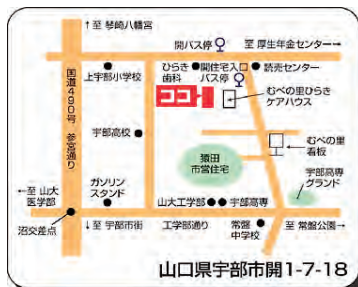 ↑至 琴崎八幡宮
開バス停
至 厚生年金センター→
国道490号 参宮通り
上宇部小学校
ひらき歯科
開住宅入口バス停
読売センター
ココ
むべの里ひらき
ケアハウス
宇部高校
猿田
市営住宅
むべの里
看板
宇部高専
グランド
←至 山大
医学部
ガソリン
スタンド
山大工学部
宇部高専
沼交差点
↓至 宇部市街
工学部通り
常盤
中学校
至 常盤公園→
山口県宇部市開1-7-18